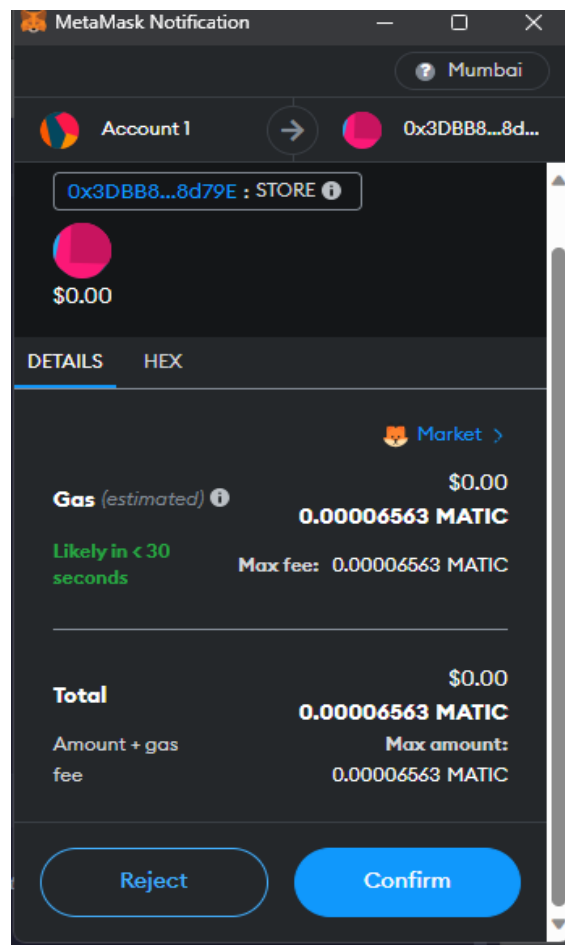 MetaMask Notification
Mumbai
Account 1
0x3DBB8...8d...
0x3DBB8...8d79E : STORE
$0.00
DETAILS HEX
Market >
$0.00
Gas (estimated)
0.00006563 MATIC
Likely in < 30
seconds
Max fee: 0.00006563 MATIC
$0.00
Total
0.00006563 MATIC
Amount + gas
fee
Max amount:
0.00006563 MATIC
Reject
Confirm